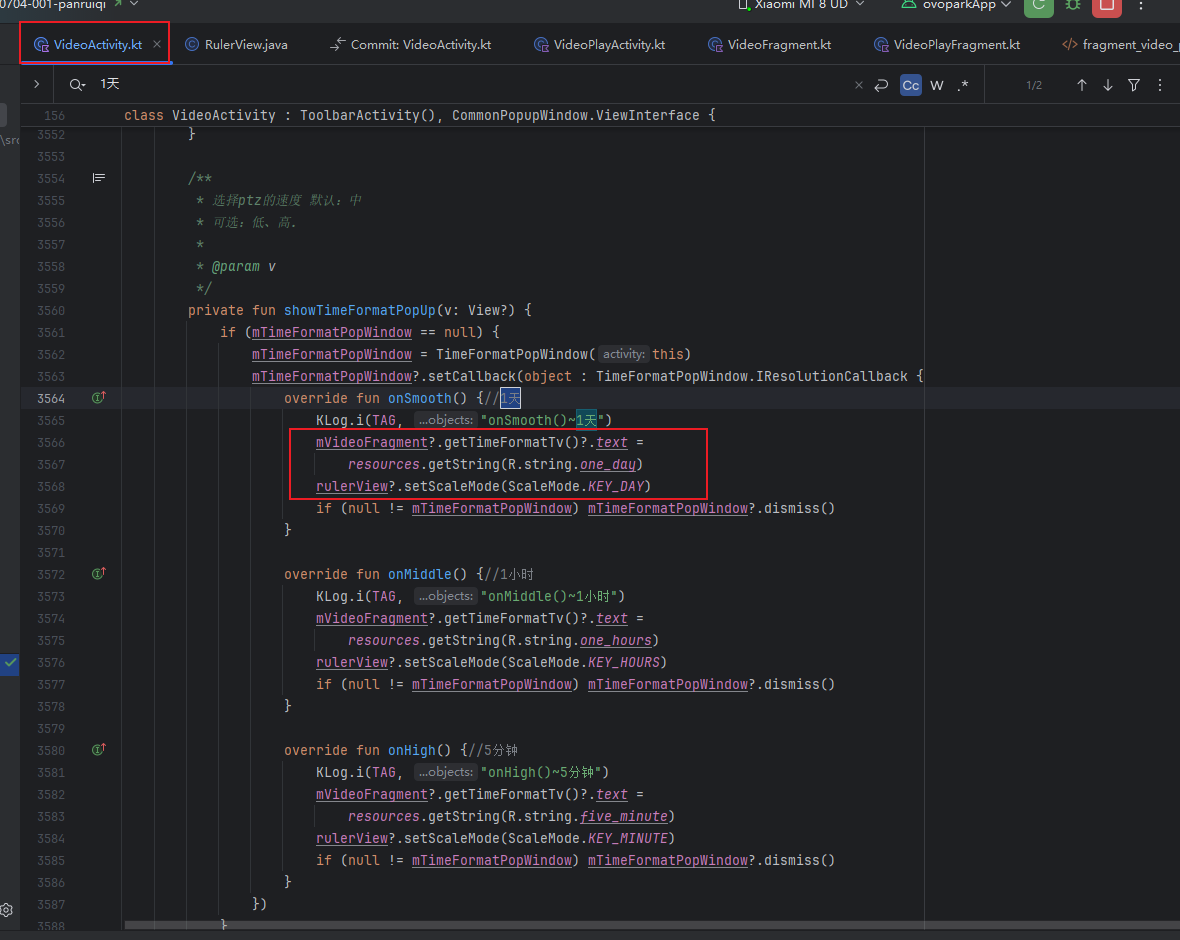 0704-001-panruiqi
Xiaomi MI 8 UD
ovoparkApp
VideoActivity.kt
RulerView.java
Commit: VideoActivity.kt
VideoPlayActivity.kt
VideoFragment.kt
VideoPlayFragment.kt
fragment_video_
1天
Cc
W
.*
1/2
156 class VideoActivity : ToolbarActivity(), CommonPopupWindow.ViewInterface {
\src
3552 }
3553
3554 /**
3555 * 选择ptz的速度 默认：中
3556 * 可选：低、高.
3557 *
3558 * @param v
3559 */
3560 private fun showTimeFormatPopUp(v: View?) {
3561 if (mTimeFormatPopWindow == null) {
3562 mTimeFormatPopWindow = TimeFormatPopWindow( activity: this)
3563 mTimeFormatPopWindow?.setCallback(object : TimeFormatPopWindow.IResolutionCallback {
3564 override fun onSmooth() {//1天
3565 KLog.i(TAG, ...objects: "onSmooth()~1天")
3566 mVideoFragment?.getTimeFormatTv()?.text =
3567 resources.getString(R.string.one_day)
3568 rulerView?.setScaleMode(ScaleMode.KEY_DAY)
3569 if (null != mTimeFormatPopWindow) mTimeFormatPopWindow?.dismiss()
3570 }
3571
3572 override fun onMiddle() {//1小时
3573 KLog.i(TAG, ...objects: "onMiddle()~1小时")
3574 mVideoFragment?.getTimeFormatTv()?.text =
3575 resources.getString(R.string.one_hours)
3576 rulerView?.setScaleMode(ScaleMode.KEY_HOURS)
3577 if (null != mTimeFormatPopWindow) mTimeFormatPopWindow?.dismiss()
3578 }
3579
3580 override fun onHigh() {//5分钟
3581 KLog.i(TAG, ...objects: "onHigh()~5分钟")
3582 mVideoFragment?.getTimeFormatTv()?.text =
3583 resources.getString(R.string.five_minute)
3584 rulerView?.setScaleMode(ScaleMode.KEY_MINUTE)
3585 if (null != mTimeFormatPopWindow) mTimeFormatPopWindow?.dismiss()
3586 }
3587 })
3588 }